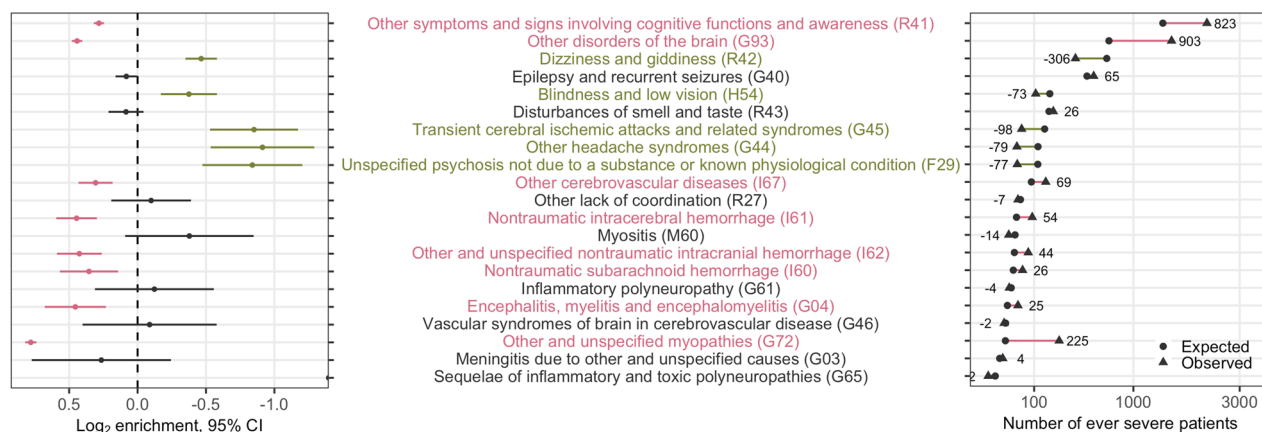 Other symptoms and signs involving cognitive functions and awareness (R41)
823
Other disorders of the brain (G93)
903
Dizziness and giddiness (R42)
-306
Epilepsy and recurrent seizures (G40)
65
Blindness and low vision (H54)
-73
Disturbances of smell and taste (R43)
26
Transient cerebral ischemic attacks and related syndromes (G45)
-98
Other headache syndromes (G44)
-79
Unspecified psychosis not due to a substance or known physiological condition (F29)
-77
Other cerebrovascular diseases (I67)
69
Other lack of coordination (R27)
-7
Nontraumatic intracerebral hemorrhage (I61)
54
Myositis (M60)
-14
Other and unspecified nontraumatic intracranial hemorrhage (I62)
44
Nontraumatic subarachnoid hemorrhage (I60)
26
Inflammatory polyneuropathy (G61)
-4
Encephalitis, myelitis and encephalomyelitis (G04)
25
Vascular syndromes of brain in cerebrovascular disease (G46)
-2
Other and unspecified myopathies (G72)
225
Expected
Meningitis due to other and unspecified causes (G03)
4
Observed
Sequelae of inflammatory and toxic polyneuropathies (G65)
2
0.5 0.0 -0.5 -1.0
100 1000 3000
Log2 enrichment, 95% CI
Number of ever severe patients